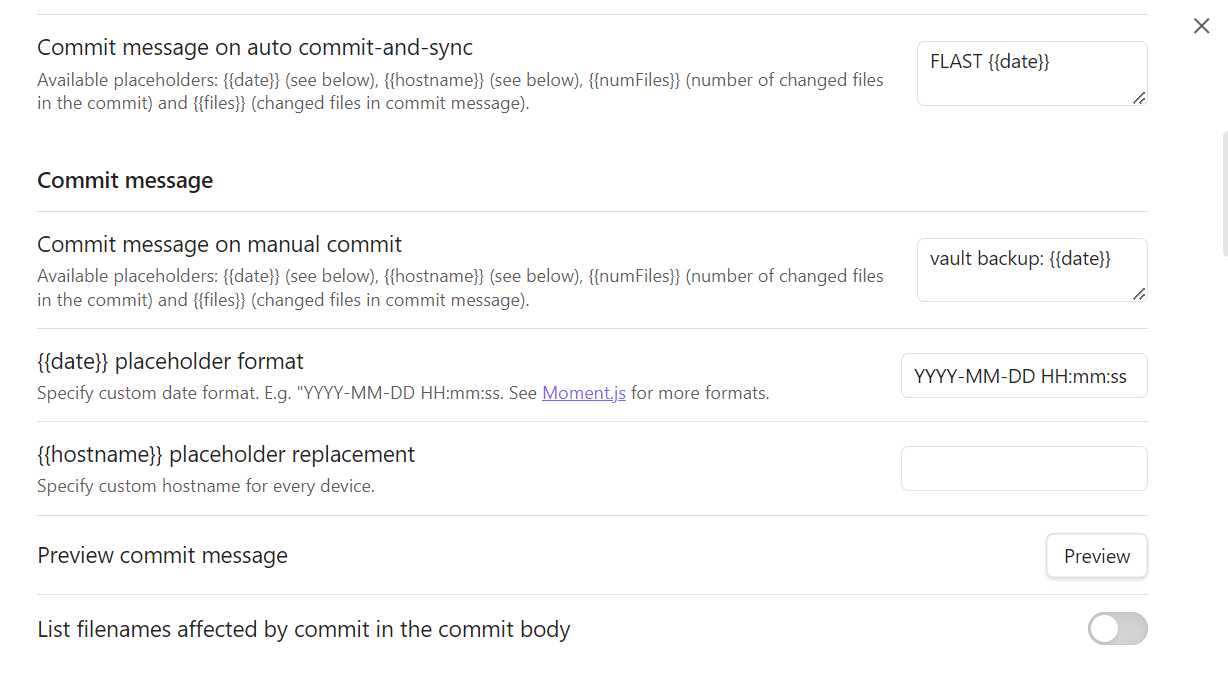 Commit message on auto commit-and-sync
Available placeholders: {{date}} (see below), {{hostname}} (see below), {{numFiles}} (number of changed files
in the commit) and {{files}} (changed files in commit message).
FLAST {{date}}
Commit message
Commit message on manual commit
Available placeholders: {{date}} (see below), {{hostname}} (see below), {{numFiles}} (number of changed files
in the commit) and {{files}} (changed files in commit message).
vault backup: {{date}}
{{date}} placeholder format
Specify custom date format. E.g. "YYYY-MM-DD HH:mm:ss. See Moment.js for more formats.
YYYY-MM-DD HH:mm:ss
{{hostname}} placeholder replacement
Specify custom hostname for every device.
Preview commit message
Preview
List filenames affected by commit in the commit body